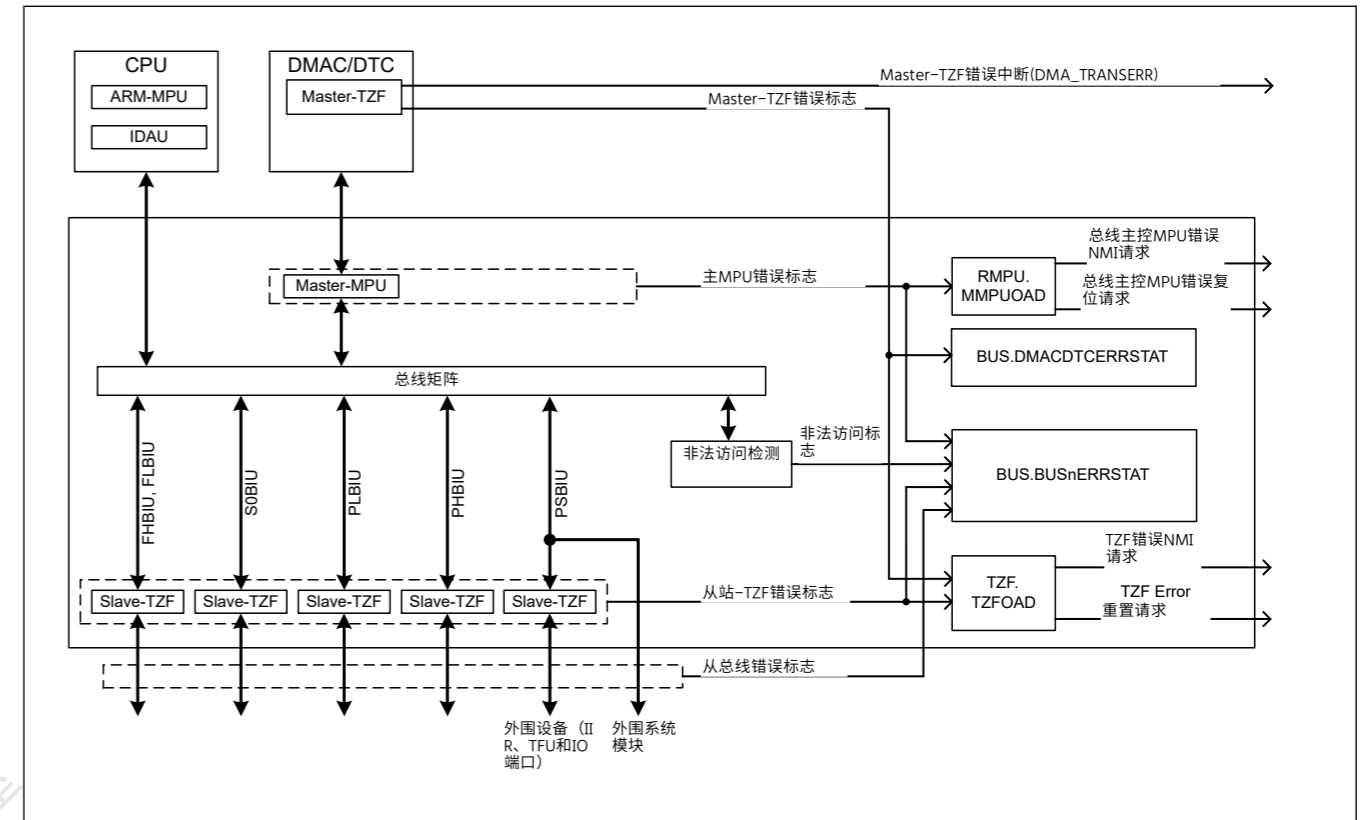 CPU
ARM-MPU
IDAU
DMAC/DTC
Master-TZF
Master-TZF错误中断(DMA_TRANSERR)
Master-TZF错误标志
Master-MPU
主MPU错误标志
RMPU.
MMPUOAD
总线主控MPU错误
NMI请求
总线主控MPU错误复
位请求
BUS.DMACDTCERRSTAT
总线矩阵
FHBIU, FLBIU
S0BIU
PLBIU
PHBIU
PSBIU
非法访问检测
非法访问标
志
BUS.BUSnERRSTAT
Slave-TZF
Slave-TZF
Slave-TZF
Slave-TZF
Slave-TZF
从站-TZF错误标志
TZF.
TZFOAD
TZF错误NMI
请求
TZF Error
重置请求
从总线错误标志
外围设备（II
R、TFU和IO
端口）
外围系统
模块